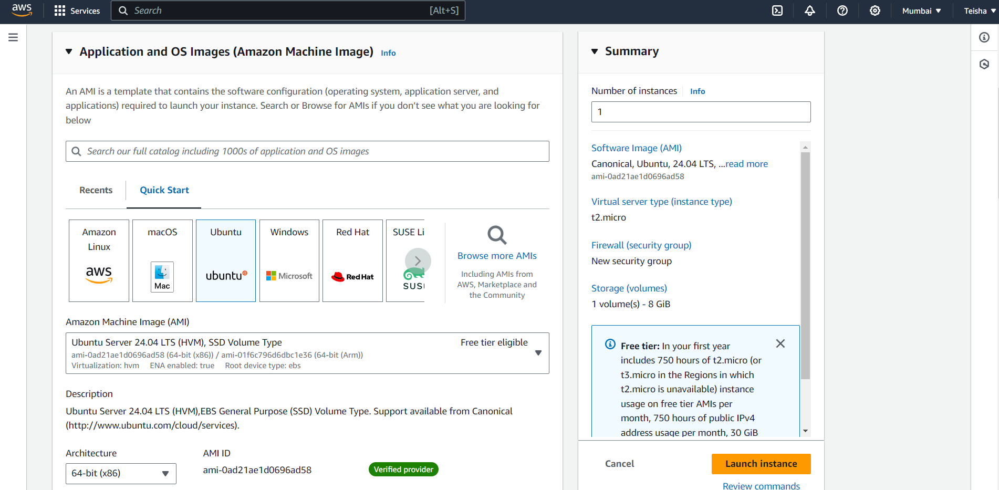 aws
Services
Search [Alt+S]
Mumbai ▼
Teisha ▼
Application and OS Images (Amazon Machine Image) Info
An AMI is a template that contains the software configuration (operating system, application server, and
applications) required to launch your instance. Search or Browse for AMIs if you don’t see what you are looking for
below
Search our full catalog including 1000s of application and OS images
Recents
Quick Start
Amazon
Linux
aws
macOS
Mac
Ubuntu
ubuntu
Windows
Microsoft
Red Hat
Red Hat
SUSE Li
SUS
Browse more AMIs
Including AMIs from
AWS, Marketplace and
the Community
Amazon Machine Image (AMI)
Ubuntu Server 24.04 LTS (HVM), SSD Volume Type Free tier eligible
ami-0ad21ae1d0696ad58 (64-bit (x86)) / ami-01f6c796d6dbc1e36 (64-bit (Arm))
Virtualization: hvm ENA enabled: true Root device type: ebs
Description
Ubuntu Server 24.04 LTS (HVM),EBS General Purpose (SSD) Volume Type. Support available from Canonical
(http://www.ubuntu.com/cloud/services).
Architecture
64-bit (x86)
AMI ID
ami-0ad21ae1d0696ad58
Verified provider
Summary
Number of instances Info
1
Software Image (AMI)
Canonical, Ubuntu, 24.04 LTS, ...read more
ami-0ad21ae1d0696ad58
Virtual server type (instance type)
t2.micro
Firewall (security group)
New security group
Storage (volumes)
1 volume(s) - 8 GiB
Free tier: In your first year
includes 750 hours of t2.micro (or
t3.micro in the Regions in which
t2.micro is unavailable) instance
usage on free tier AMIs per
month, 750 hours of public IPv4
address usage per month, 30 GiB
Cancel
Launch instance
Review commands